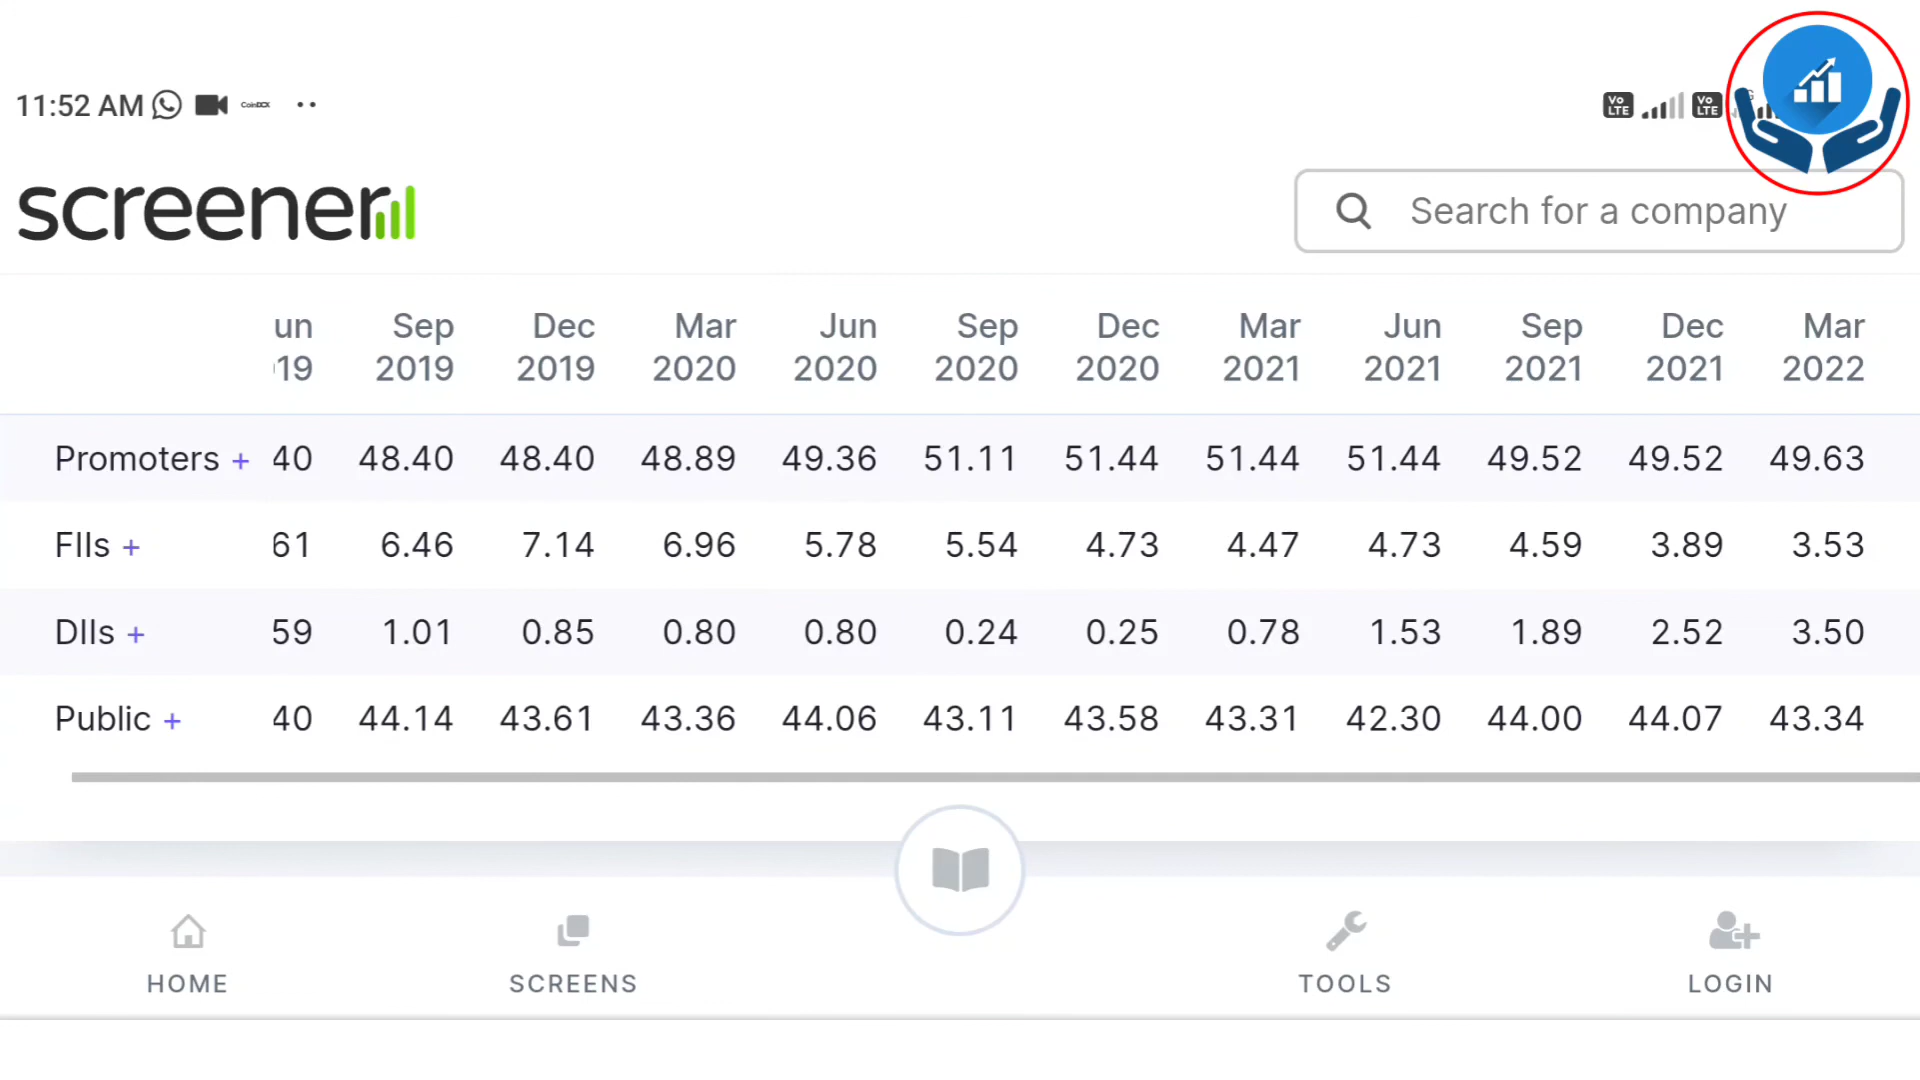 11:52 AM CoinDCX
Vo LTE Vo LTE
screener
Search for a company
un Sep Dec Mar Jun Sep Dec Mar Jun Sep Dec Mar
19 2019 2019 2020 2020 2020 2020 2021 2021 2021 2021 2022
Promoters + 40 48.40 48.40 48.89 49.36 51.11 51.44 51.44 51.44 49.52 49.52 49.63
FIIs + 61 6.46 7.14 6.96 5.78 5.54 4.73 4.47 4.73 4.59 3.89 3.53
DIIs + 59 1.01 0.85 0.80 0.80 0.24 0.25 0.78 1.53 1.89 2.52 3.50
Public + 40 44.14 43.61 43.36 44.06 43.11 43.58 43.31 42.30 44.00 44.07 43.34
HOME SCREENS TOOLS LOGIN